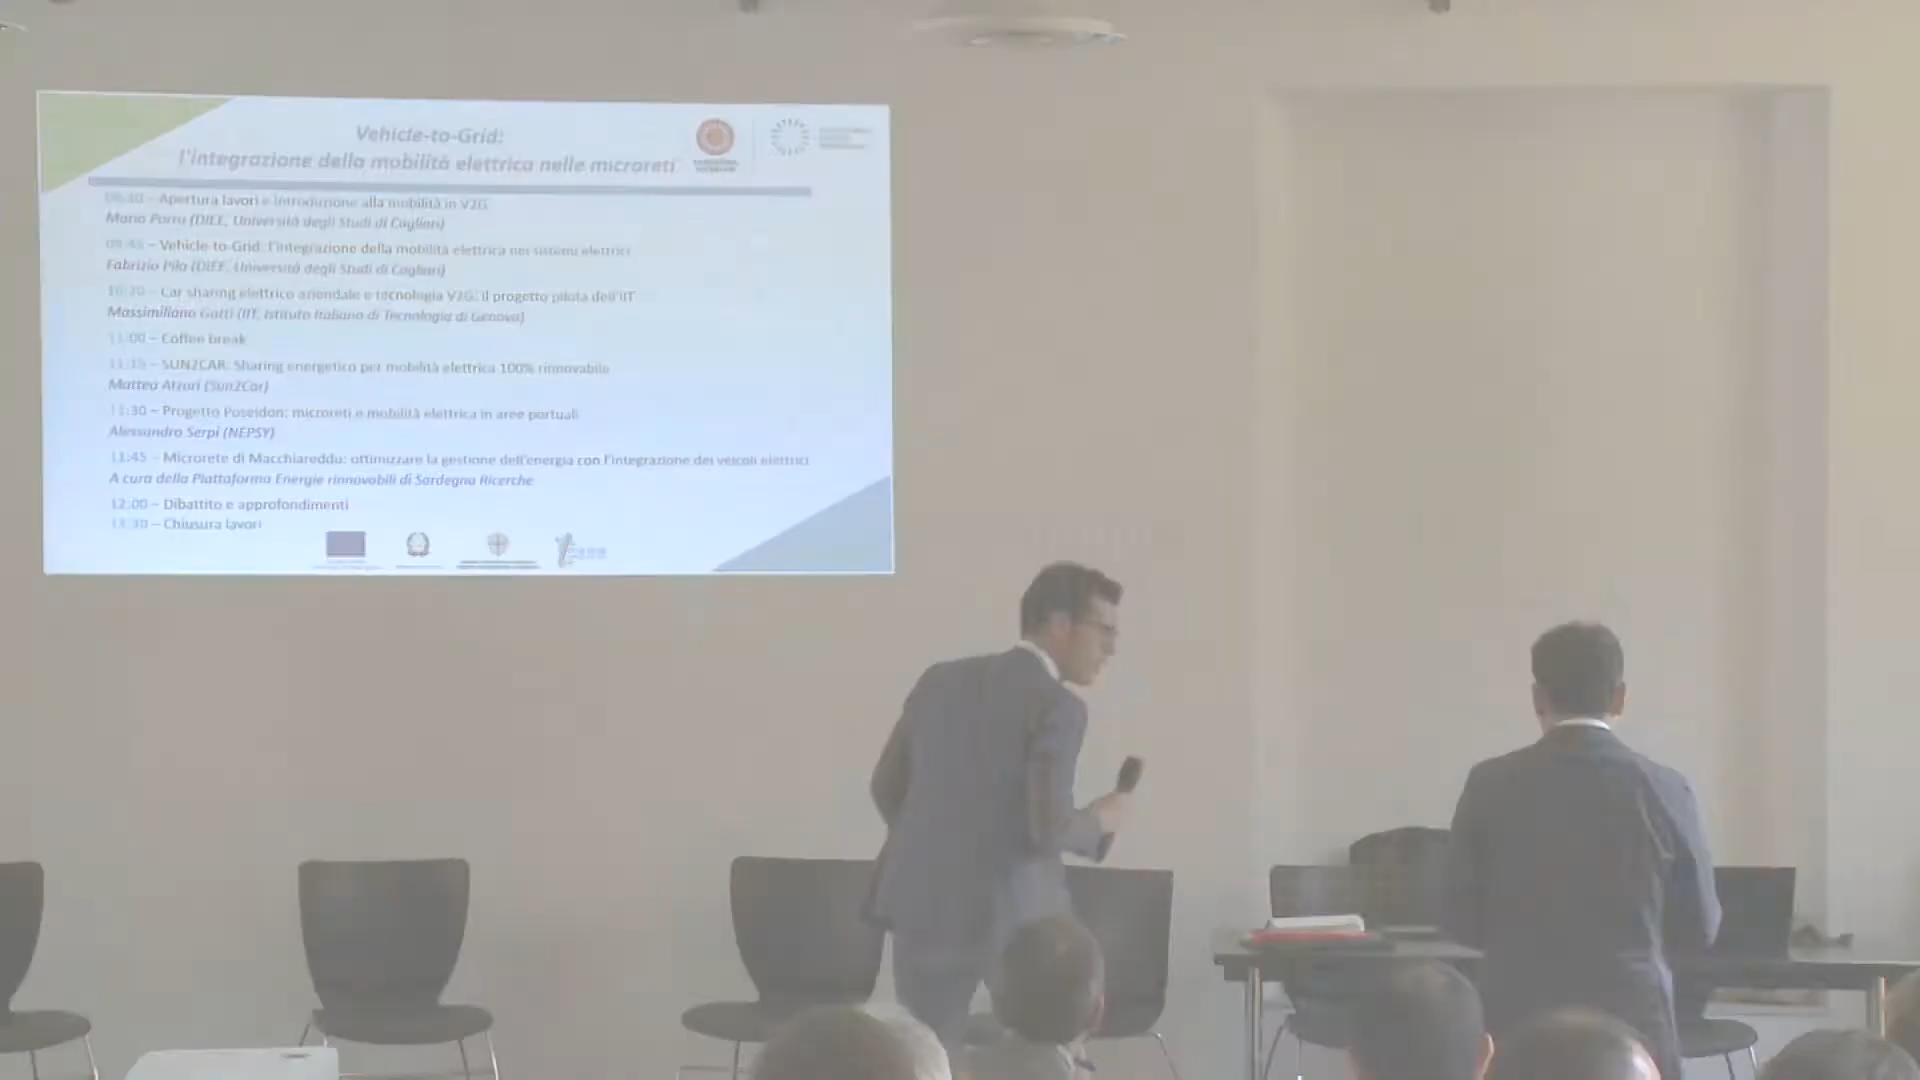 Vehicle-to-Grid:
l'integrazione della mobilità elettrica nelle microreti
– Apertura lavori e introduzione alla mobilità in V2G
Mario Porru (DIEE, Università degli Studi di Cagliari)
09:45 – Vehicle-to-Grid: l'integrazione della mobilità elettrica nei sistemi elettrici
Fabrizio Pilo (DIEE, Università degli Studi di Cagliari)
10:20 – Car sharing elettrico aziendale e tecnologia V2G: il progetto pilota dell'IIT
Massimiliano Gatti (IIT, Istituto Italiano di Tecnologia di Genova)
11:00 – Coffee break
11:15 – SUN2CAR: Sharing energetico per mobilità elettrica 100% rinnovabile
Matteo Atzori (Sun2Car)
11:30 – Progetto Poseidon: microreti e mobilità elettrica in aree portuali
Alessandro Serpi (NEPSY)
11:45 – Microrete di Macchiareddu: ottimizzare la gestione dell'energia con l'integrazione dei veicoli elettrici
A cura della Piattaforma Energie rinnovabili di Sardegna Ricerche
12:00 – Dibattito e approfondimenti
13:30 – Chiusura lavori